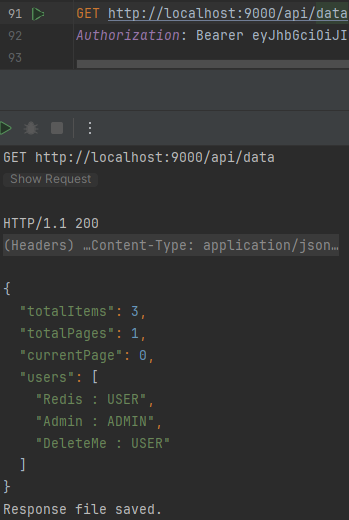 91 GET http://localhost:9000/api/data
92 Authorization: Bearer eyJhbGciOiJI
93
GET http://localhost:9000/api/data
Show Request
HTTP/1.1 200
(Headers) …Content-Type: application/json…
{
"totalItems": 3,
"totalPages": 1,
"currentPage": 0,
"users": [
"Redis : USER",
"Admin : ADMIN",
"DeleteMe : USER"
]
}
Response file saved.